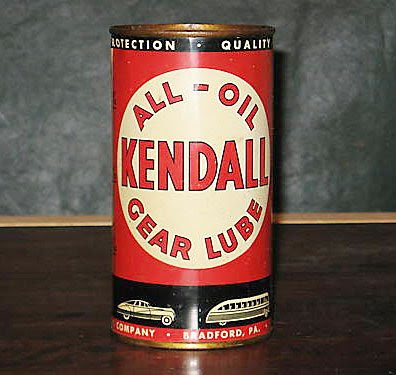 PROTECTION · QUALITY
ALL-OIL
KENDALL
GEAR LUBE
COMPANY · BRADFORD, PA. ·